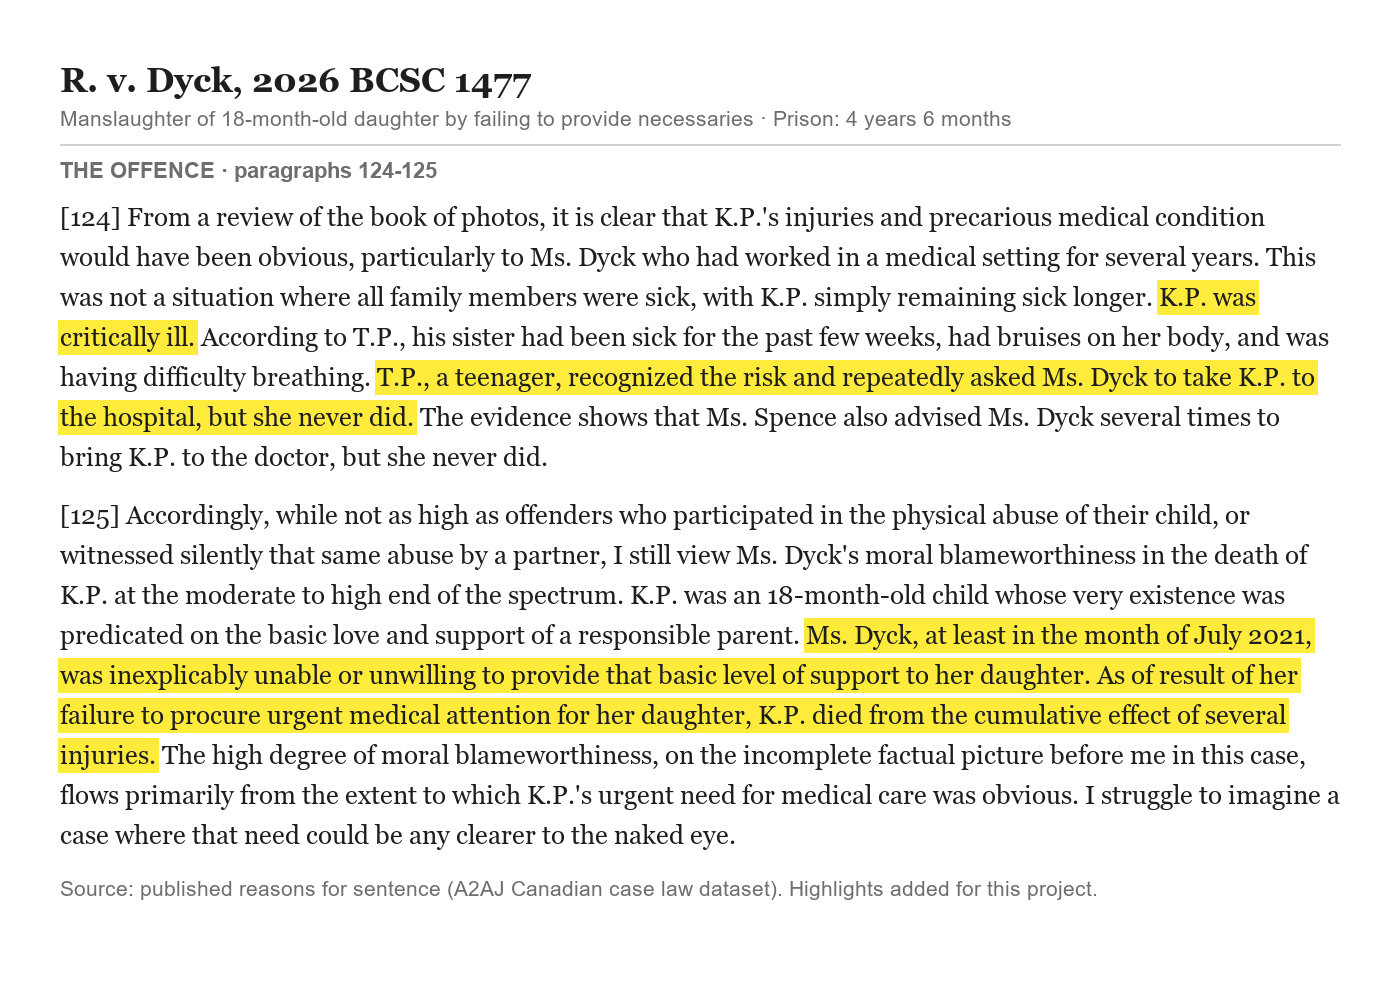 R. v. Dyck, 2026 BCSC 1477
Manslaughter of 18-month-old daughter by failing to provide necessaries · Prison: 4 years 6 months
THE OFFENCE · paragraphs 124-125
[124] From a review of the book of photos, it is clear that K.P.'s injuries and precarious medical condition
would have been obvious, particularly to Ms. Dyck who had worked in a medical setting for several years. This
was not a situation where all family members were sick, with K.P. simply remaining sick longer. K.P. was
critically ill. According to T.P., his sister had been sick for the past few weeks, had bruises on her body, and was
having difficulty breathing. T.P., a teenager, recognized the risk and repeatedly asked Ms. Dyck to take K.P. to
the hospital, but she never did. The evidence shows that Ms. Spence also advised Ms. Dyck several times to
bring K.P. to the doctor, but she never did.
[125] Accordingly, while not as high as offenders who participated in the physical abuse of their child, or
witnessed silently that same abuse by a partner, I still view Ms. Dyck's moral blameworthiness in the death of
K.P. at the moderate to high end of the spectrum. K.P. was an 18-month-old child whose very existence was
predicated on the basic love and support of a responsible parent. Ms. Dyck, at least in the month of July 2021,
was inexplicably unable or unwilling to provide that basic level of support to her daughter. As of result of her
failure to procure urgent medical attention for her daughter, K.P. died from the cumulative effect of several
injuries. The high degree of moral blameworthiness, on the incomplete factual picture before me in this case,
flows primarily from the extent to which K.P.'s urgent need for medical care was obvious. I struggle to imagine a
case where that need could be any clearer to the naked eye.
Source: published reasons for sentence (A2AJ Canadian case law dataset). Highlights added for this project.